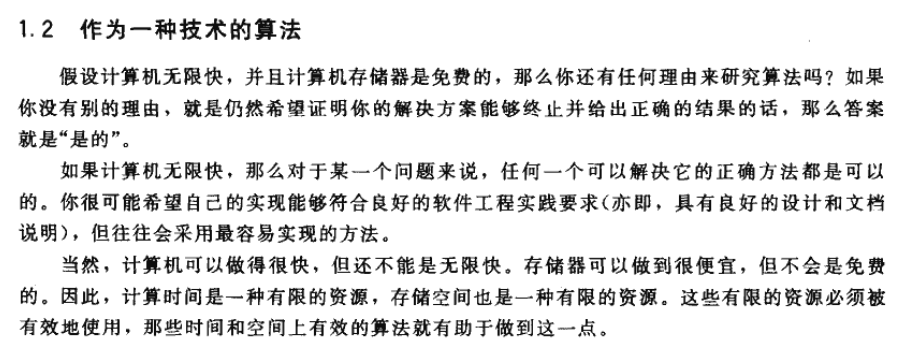 1.2 作为一种技术的算法
假设计算机无限快，并且计算机存储器是免费的，那么你还有任何理由来研究算法吗？如果
你没有别的理由，就是仍然希望证明你的解决方案能够终止并给出正确的结果的话，那么答案
就是“是的”。
如果计算机无限快，那么对于某一个问题来说，任何一个可以解决它的正确方法都是可以
的。你很可能希望自己的实现能够符合良好的软件工程实践要求（亦即，具有良好的设计和文档
说明），但往往会采用最容易实现的方法。
当然，计算机可以做得很快，但还不能是无限快。存储器可以做到很便宜，但不会是免费
的。因此，计算时间是一种有限的资源，存储空间也是一种有限的资源。这些有限的资源必须被
有效地使用，那些时间和空间上有效的算法就有助于做到这一点。